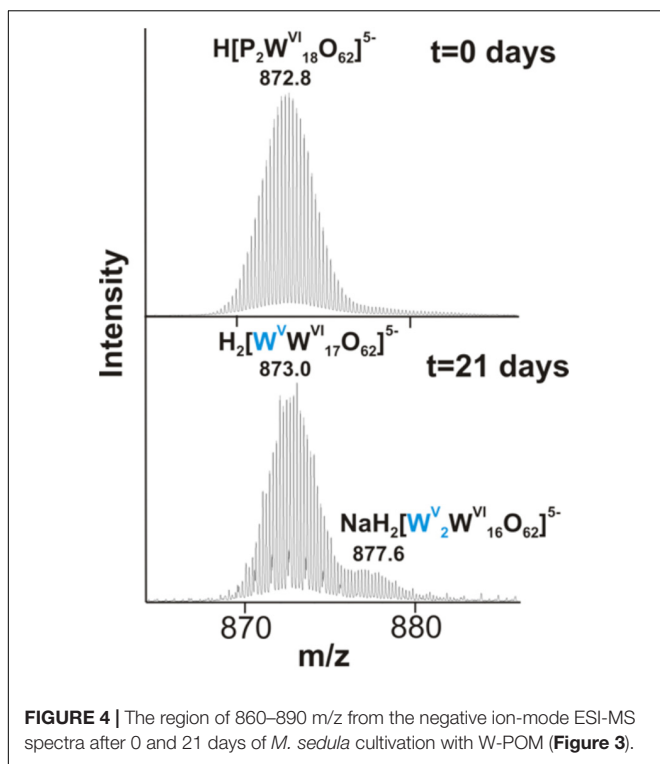 H[P₂Wⱽᴵ₁₈O₆₂]⁵⁻ t=0 days
872.8
Intensity
H₂[WⱽWⱽᴵ₁₇O₆₂]⁵⁻
873.0 t=21 days
NaH₂[Wⱽ₂Wⱽᴵ₁₆O₆₂]⁵⁻
877.6
870 880
m/z
FIGURE 4 | The region of 860–890 m/z from the negative ion-mode ESI-MS
spectra after 0 and 21 days of M. sedula cultivation with W-POM (Figure 3).